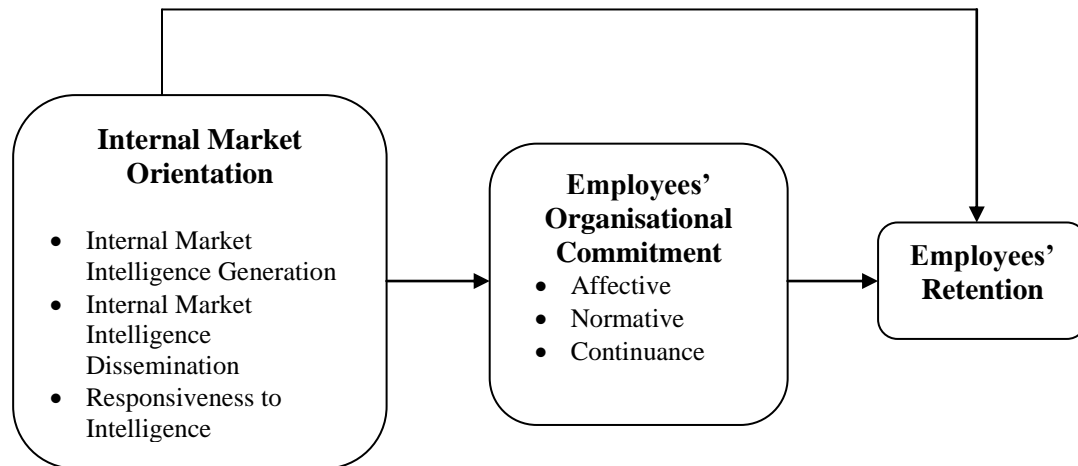 Internal Market
Orientation
• Internal Market
Intelligence Generation
• Internal Market
Intelligence
Dissemination
• Responsiveness to
Intelligence
Employees’
Organisational
Commitment
• Affective
• Normative
• Continuance
Employees’
Retention